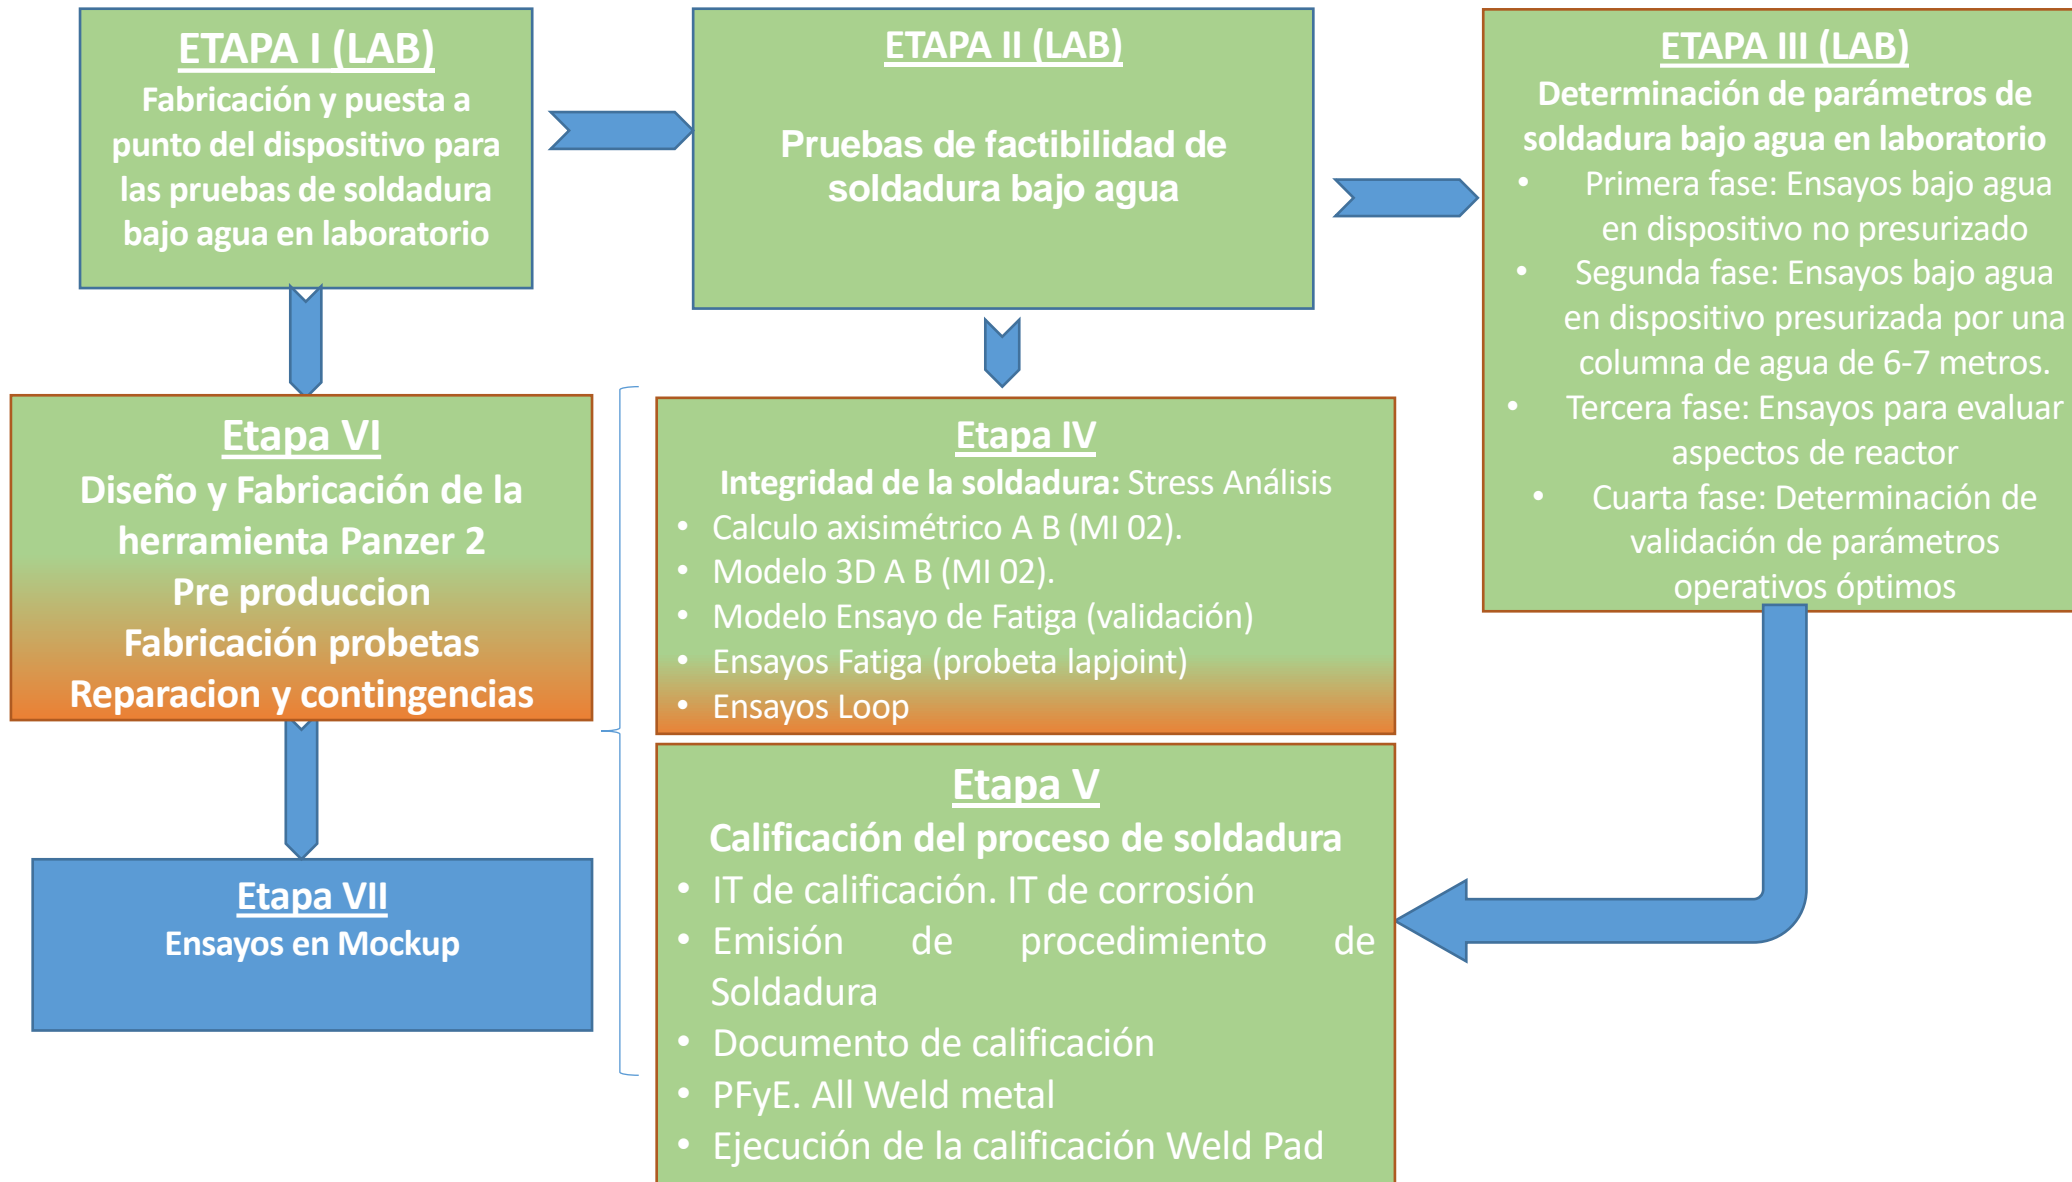 ETAPA I (LAB)
Fabricación y puesta a
punto del dispositivo para
las pruebas de soldadura
bajo agua en laboratorio
ETAPA II (LAB)
Pruebas de factibilidad de
soldadura bajo agua
ETAPA III (LAB)
Determinación de parámetros de
soldadura bajo agua en laboratorio
• Primera fase: Ensayos bajo agua
en dispositivo no presurizado
• Segunda fase: Ensayos bajo agua
en dispositivo presurizada por una
columna de agua de 6-7 metros.
• Tercera fase: Ensayos para evaluar
aspectos de reactor
• Cuarta fase: Determinación de
validación de parámetros
operativos óptimos
Etapa VI
Diseño y Fabricación de la
herramienta Panzer 2
Pre produccion
Fabricación probetas
Reparacion y contingencias
Etapa IV
Integridad de la soldadura: Stress Análisis
• Calculo axisimétrico A B (MI 02).
• Modelo 3D A B (MI 02).
• Modelo Ensayo de Fatiga (validación)
• Ensayos Fatiga (probeta lapjoint)
• Ensayos Loop
Etapa V
Calificación del proceso de soldadura
• IT de calificación. IT de corrosión
• Emisión de procedimiento de
Soldadura
• Documento de calificación
• PFyE. All Weld metal
• Ejecución de la calificación Weld Pad
Etapa VII
Ensayos en Mockup